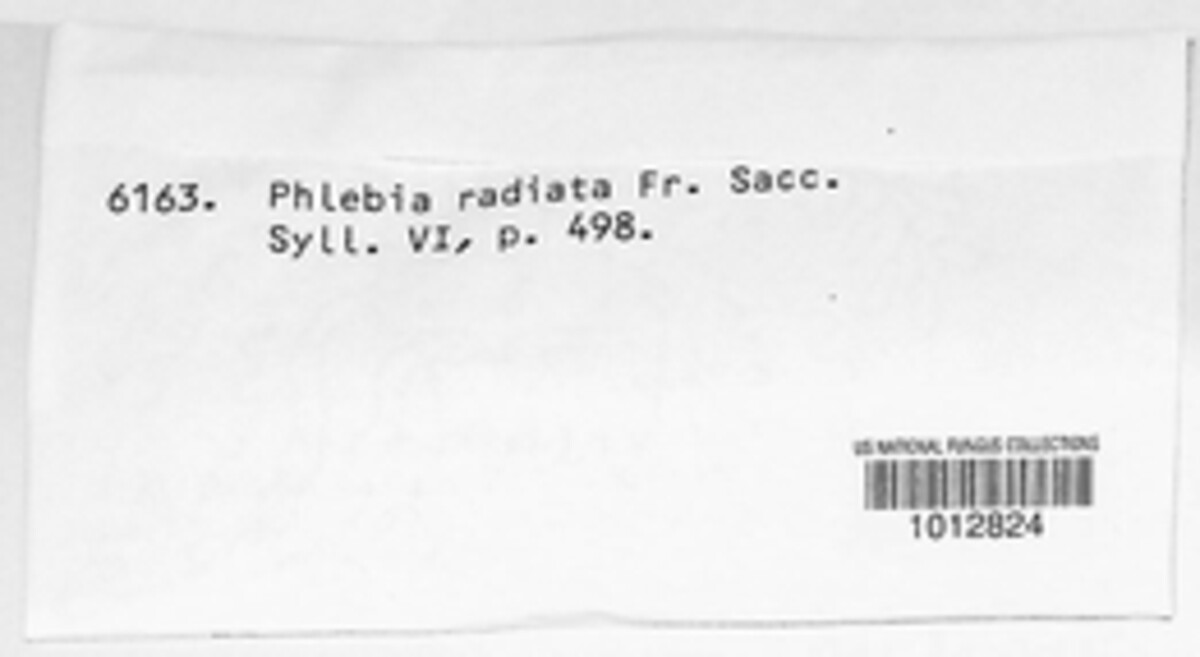 6163. Phlebia radiata Fr. Sacc.
Syll. VI, p. 498.
US NATIONAL FUNGUS COLLECTIONS
1012824